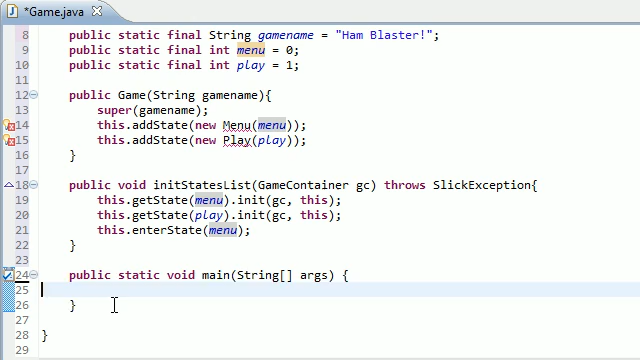 *Game.java
8 public static final String gamename = "Ham Blaster!";
9 public static final int menu = 0;
10 public static final int play = 1;
11
12 public Game(String gamename){
13 super(gamename);
14 this.addState(new Menu(menu));
15 this.addState(new Play(play));
16 }
17
18 public void initStatesList(GameContainer gc) throws SlickException{
19 this.getState(menu).init(gc, this);
20 this.getState(play).init(gc, this);
21 this.enterState(menu);
22 }
23
24 public static void main(String[] args) {
25
26 }
27
28 }
29